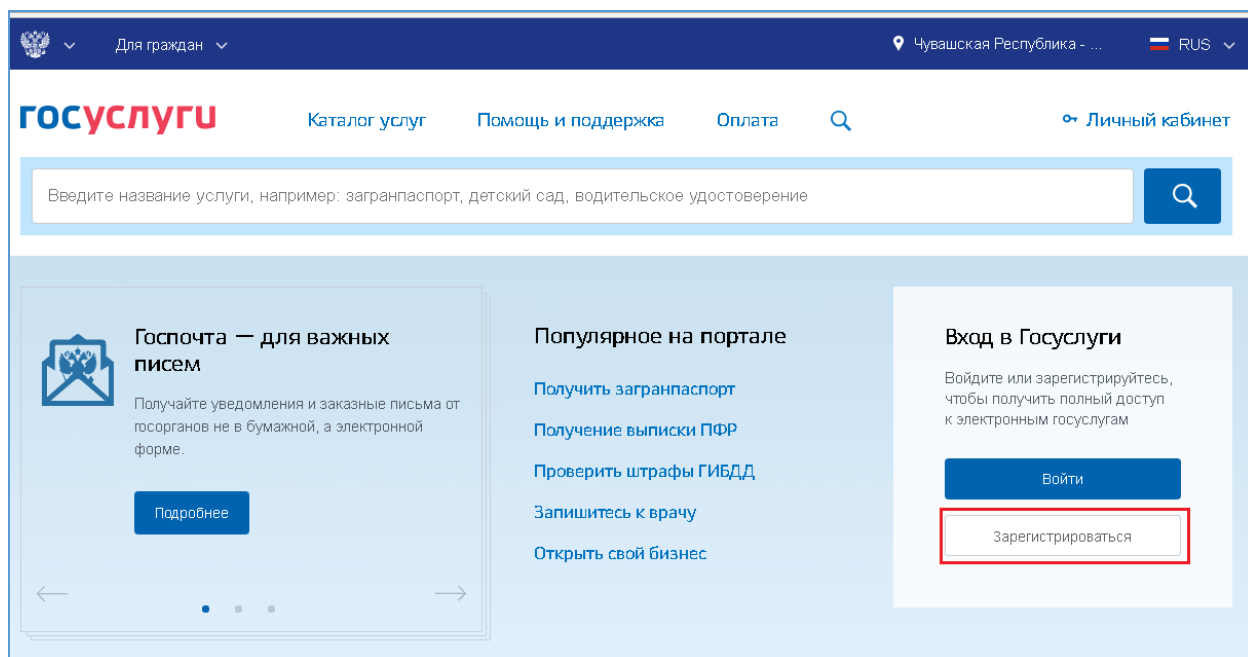 Для граждан
Чувашская Республика - ...
RUS
госуслуги
Каталог услуг
Помощь и поддержка
Оплата
Личный кабинет
Введите название услуги, например: загранпаспорт, детский сад, водительское удостоверение
Госпочта — для важных
писем
Получайте уведомления и заказные письма от
госорганов не в бумажной, а электронной
форме.
Подробнее
Популярное на портале
Получить загранпаспорт
Получение выписки ПФР
Проверить штрафы ГИБДД
Запишитесь к врачу
Открыть свой бизнес
Вход в Госуслуги
Войдите или зарегистрируйтесь,
чтобы получить полный доступ
к электронным госуслугам
Войти
Зарегистрироваться